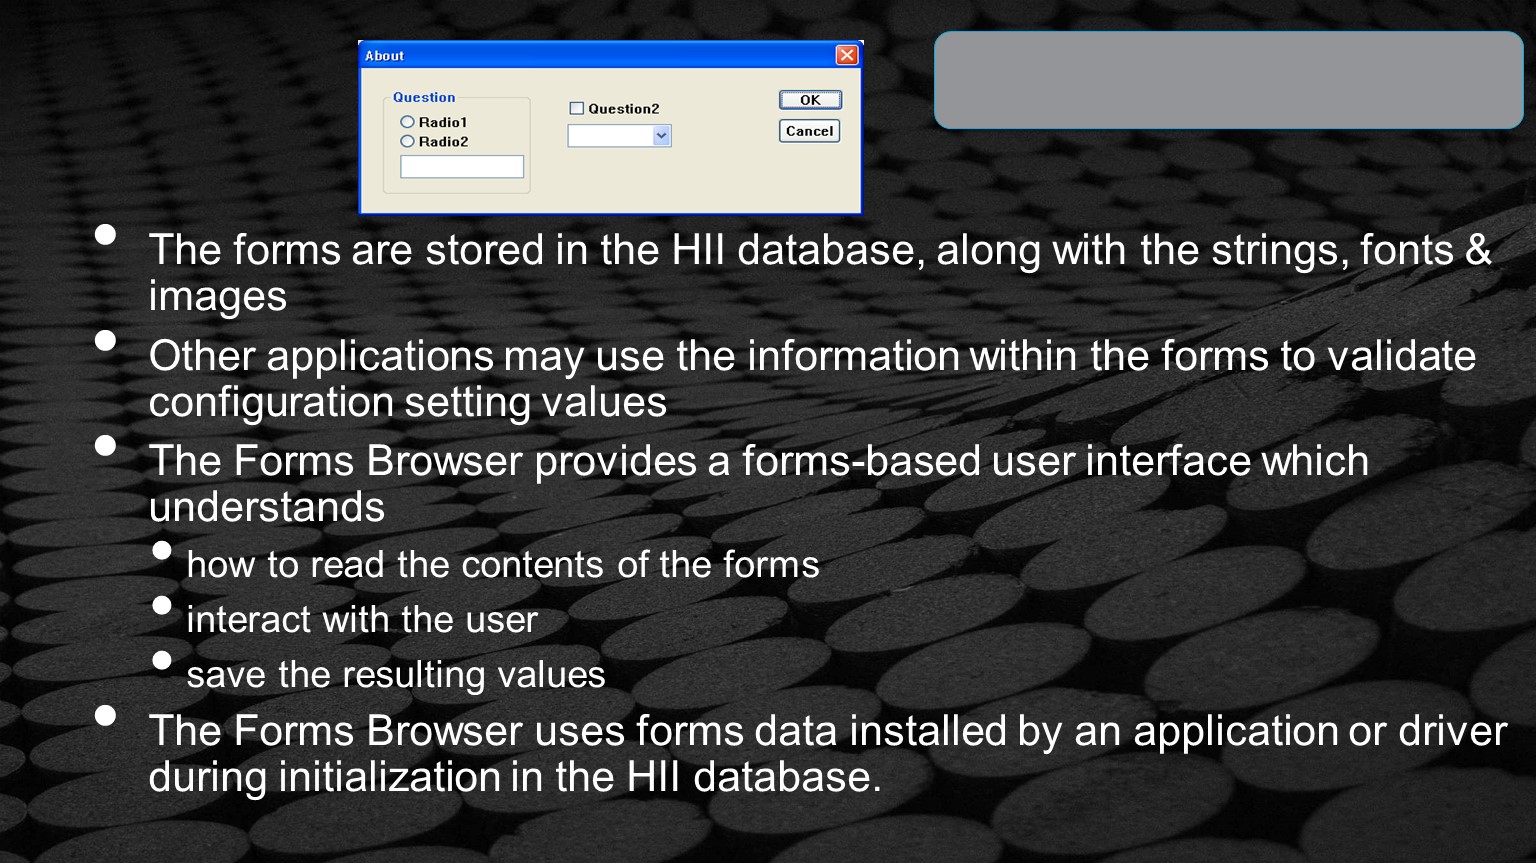 About
Question
Radio1
Radio2
Question2
OK
Cancel
• The forms are stored in the HII database, along with the strings, fonts &
images
• Other applications may use the information within the forms to validate
configuration setting values
• The Forms Browser provides a forms-based user interface which
understands
• how to read the contents of the forms
• interact with the user
• save the resulting values
• The Forms Browser uses forms data installed by an application or driver
during initialization in the HII database.